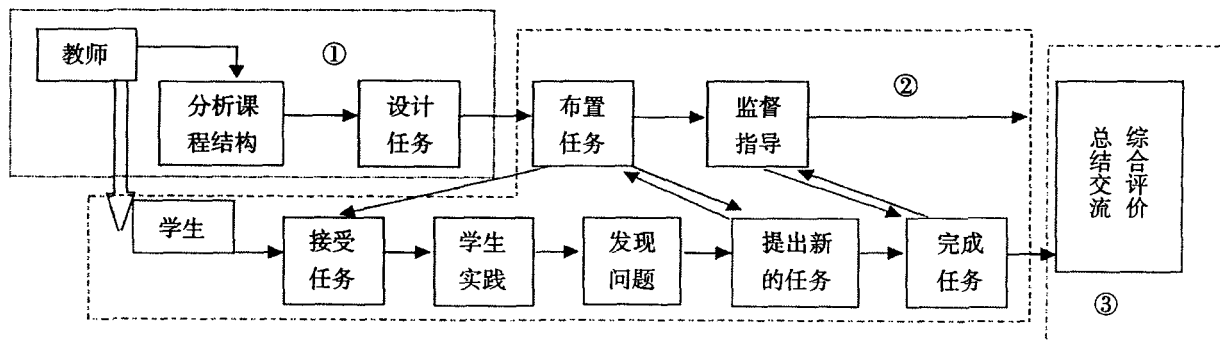 教师
①
分析课
程结构
设计
任务
布置
任务
监督
指导
②
综合评价
总结交流
学生
接受
任务
学生
实践
发现
问题
提出新
的任务
完成
任务
③